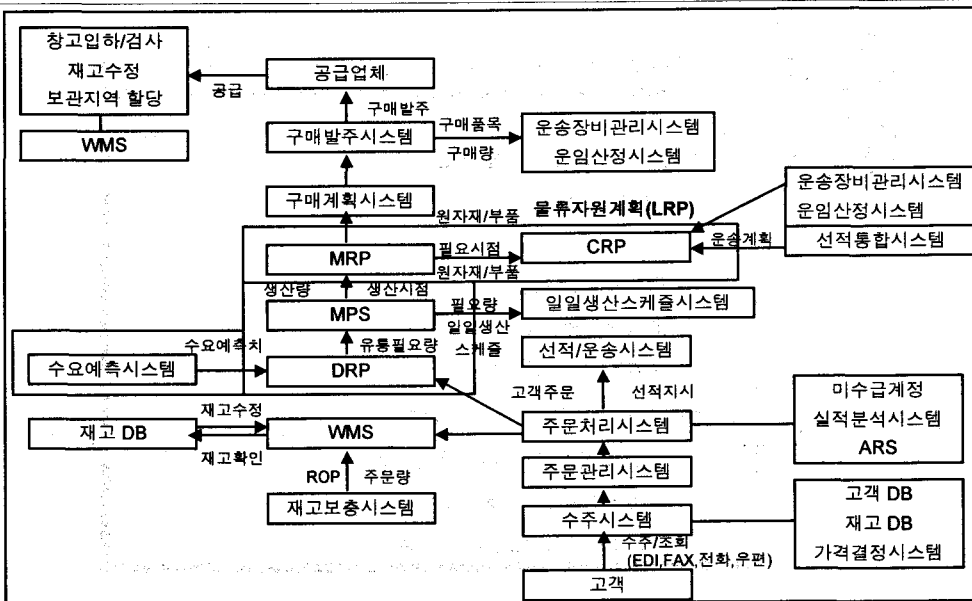 창고입하/검사
재고수정
보관지역 할당
WMS
공급
공급업체
구매발주
구매발주시스템
구매품목
구매량
운송장비관리시스템
운임산정시스템
구매계획시스템
원자재/부품
물류자원계획(LRP)
운송장비관리시스템
운임산정시스템
선적통합시스템
MRP
필요시점
원자재/부품
CRP
운송계획
생산량
생산시점
MPS
필요량
일일생산
스케쥴
일일생산스케쥴시스템
수요예측치
유통필요량
수요예측시스템
DRP
선적/운송시스템
고객주문
선적지시
재고수정
재고 DB
재고확인
WMS
주문처리시스템
미수급계정
실적분석시스템
ARS
ROP
주문량
주문관리시스템
재고보충시스템
수주시스템
고객 DB
재고 DB
가격결정시스템
수주/조회
(EDI,FAX,전화,우편)
고객